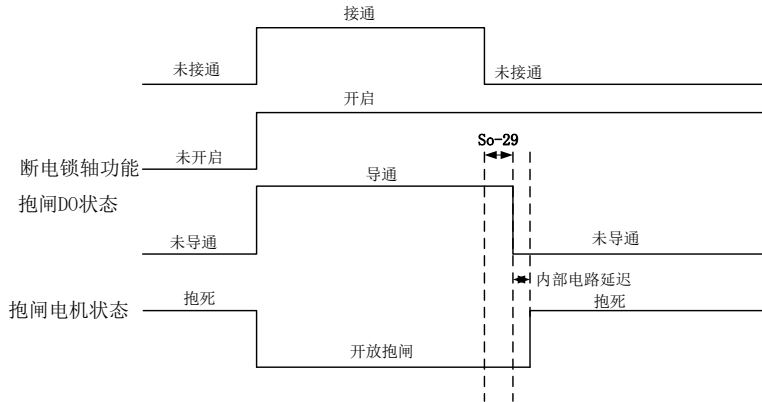 接通
未接通
未接通
开启
So-29
未开启
断电锁轴功能
导通
抱闸DO状态
未导通
未导通
内部电路延迟
抱死
抱死
抱闸电机状态
开放抱闸